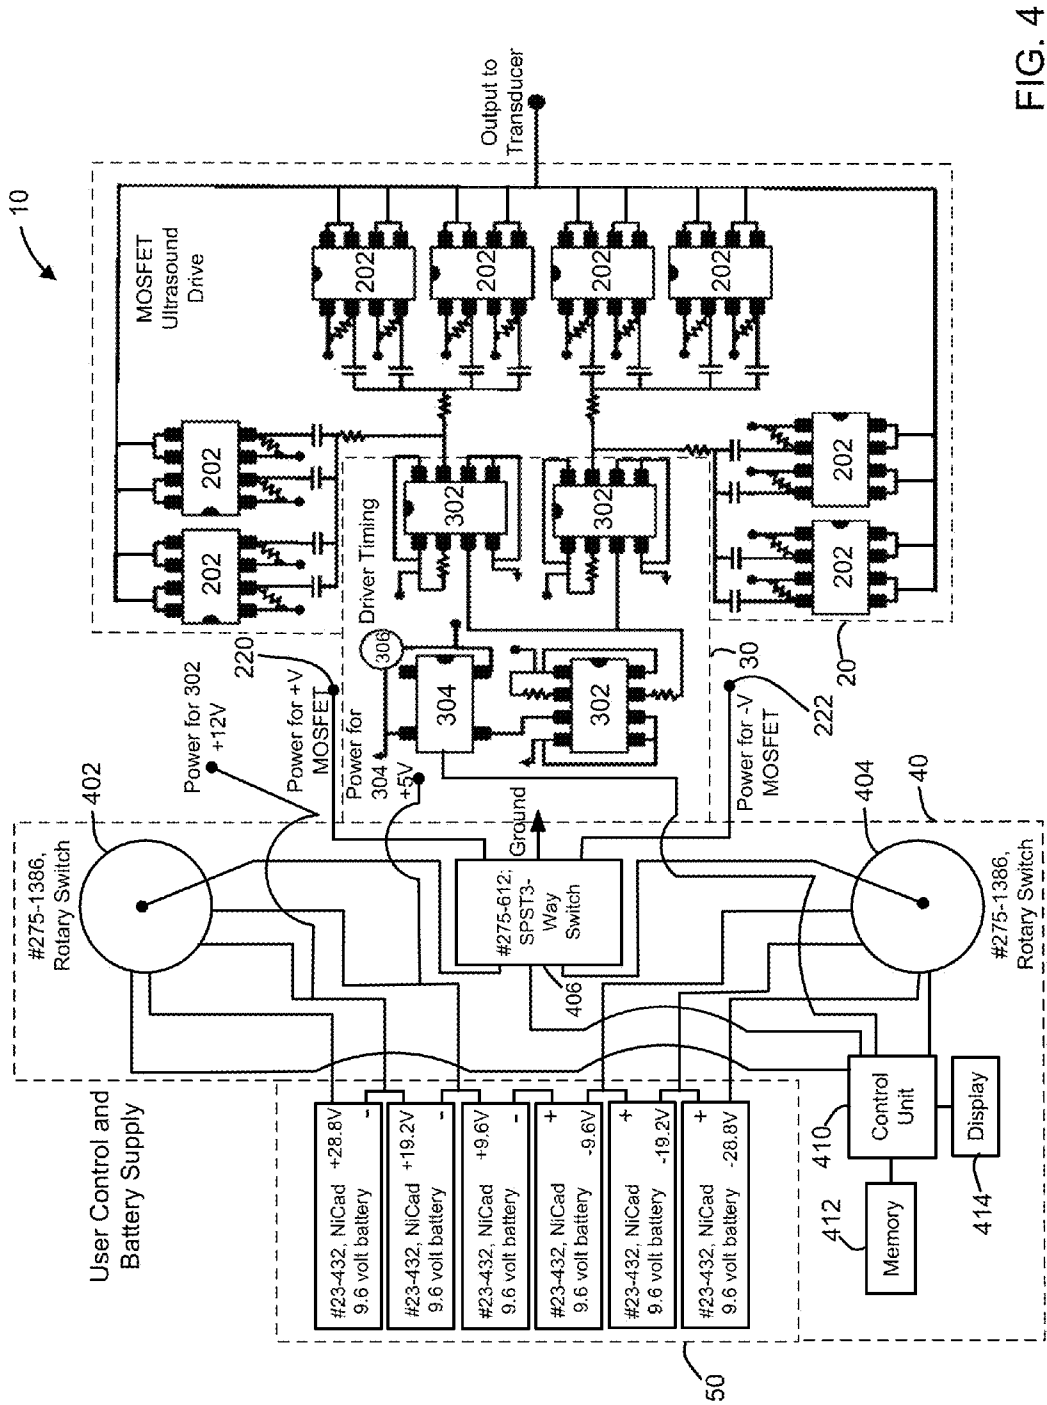 FIG. 4
10
Output to
Transducer
MOSFET
Ultrasound
Drive
202
202
202
202
202
202
202
202
302
302
Driver Timing
306
304
302
Power for
304
+5V
30
20
220
222
Power for 302
+12V
Power for +V
MOSFET
Power for -V
MOSFET
Ground
402
404
40
#275-1386,
Rotary Switch
#275-612;
SPST3-
Way
Switch
406
#275-1386,
Rotary Switch
User Control and
Battery Supply
#23-432, NiCad +28.8V
9.6 volt battery -
#23-432, NiCad +19.2V
9.6 volt battery -
#23-432, NiCad +9.6V
9.6 volt battery -
#23-432, NiCad +
9.6 volt battery -9.6V
#23-432, NiCad +
9.6 volt battery -19.2V
#23-432, NiCad +
9.6 volt battery -28.8V
50
410
Control
Unit
412
Memory
414
Display